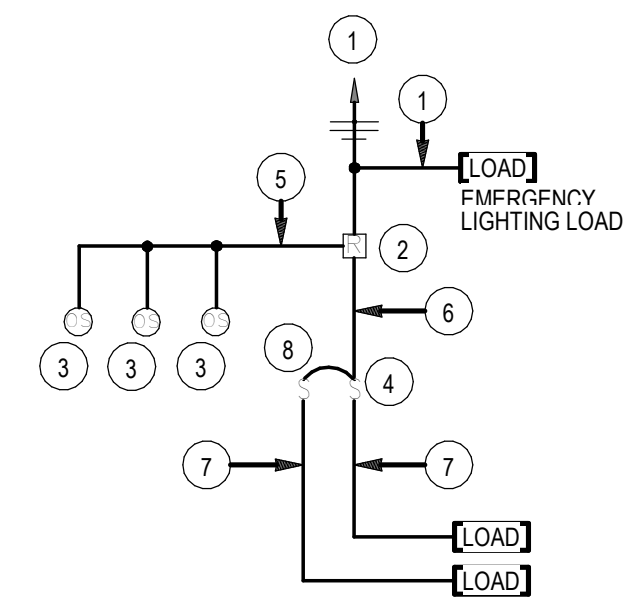 1
1
[LOAD]
EMERGENCY
LIGHTING LOAD
5
R
2
6
OS
OS
OS
3
3
3
8
S
S
4
7
7
[LOAD]
[LOAD]